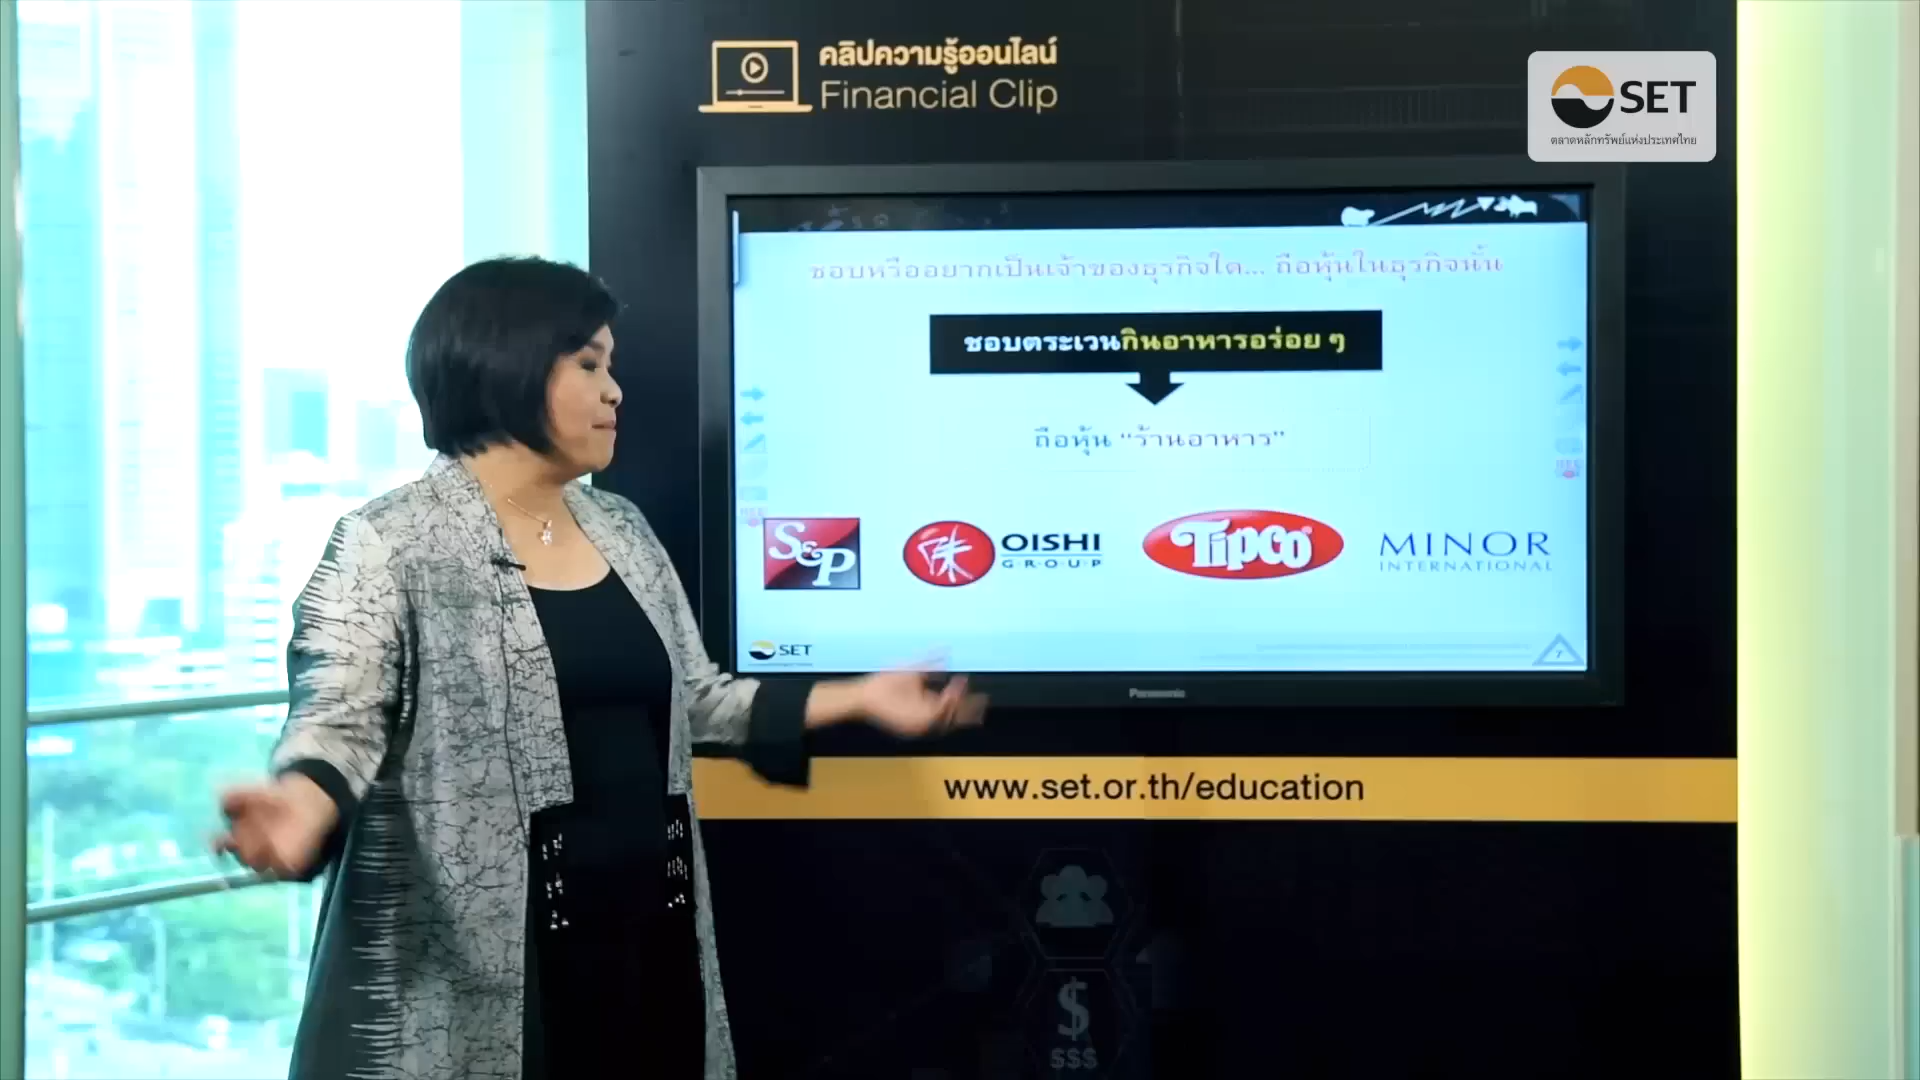 คลิปความรู้ออนไลน์
Financial Clip
SET
ตลาดหลักทรัพย์แห่งประเทศไทย
ชอบหรืออยากเป็นเจ้าของธุรกิจใด... ถือหุ้นในธุรกิจนั้น
ชอบตระเวนกินอาหารอร่อย ๆ
ถือหุ้น “ร้านอาหาร”
S&P
味 OISHI
GROUP
Tipco
MINOR
INTERNATIONAL
SET
7
Panasonic
www.set.or.th/education
$
$$$